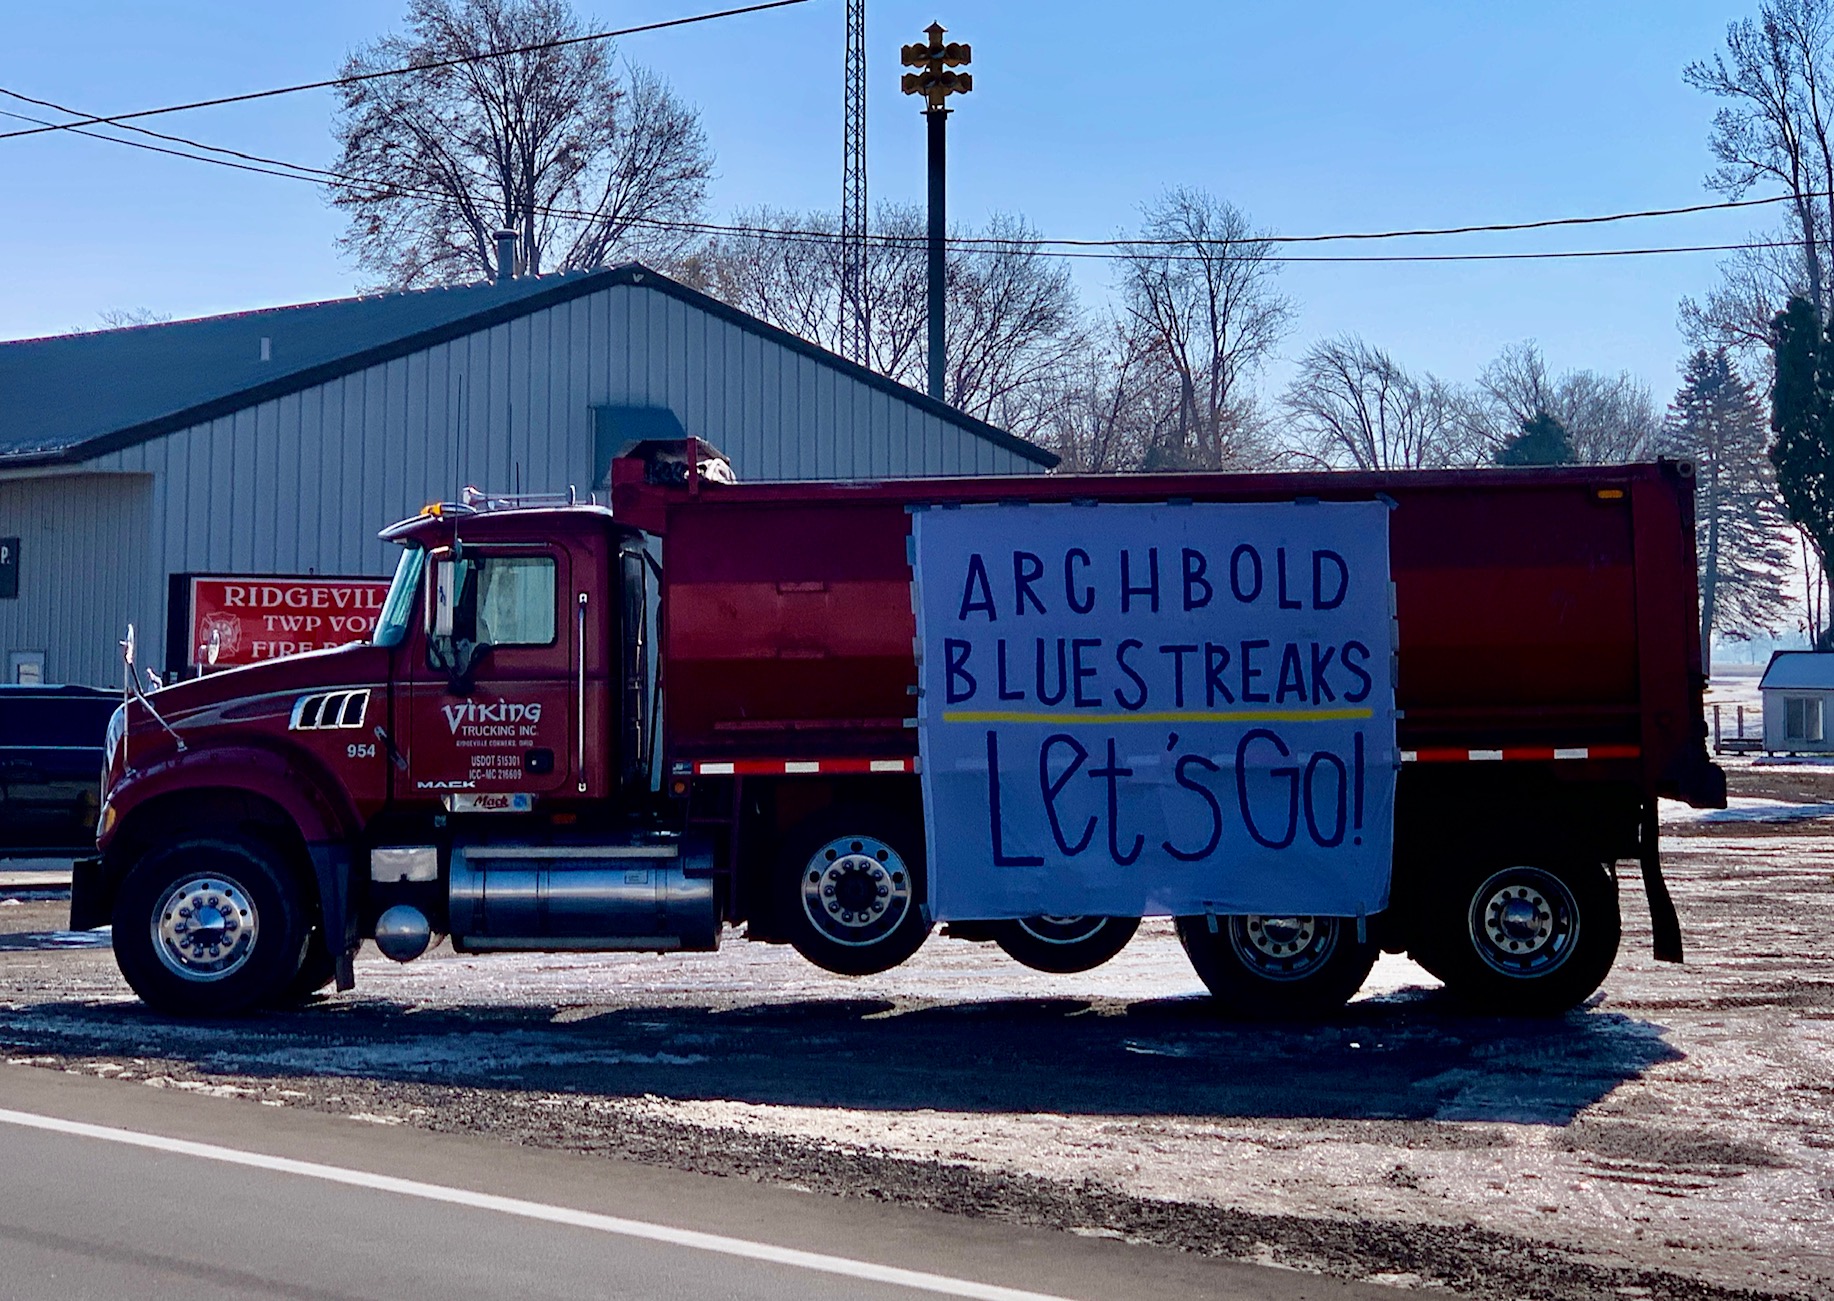 P.
RIDGEVIL
TWP VOL
FIRE
ARCHBOLD
BLUESTREAKS
Let's Go!
VIKING
TRUCKING INC.
RIDGEVILLE CORNERS, OHIO
954
USDOT 515301
ICC-MC 216609
MACK
Mack